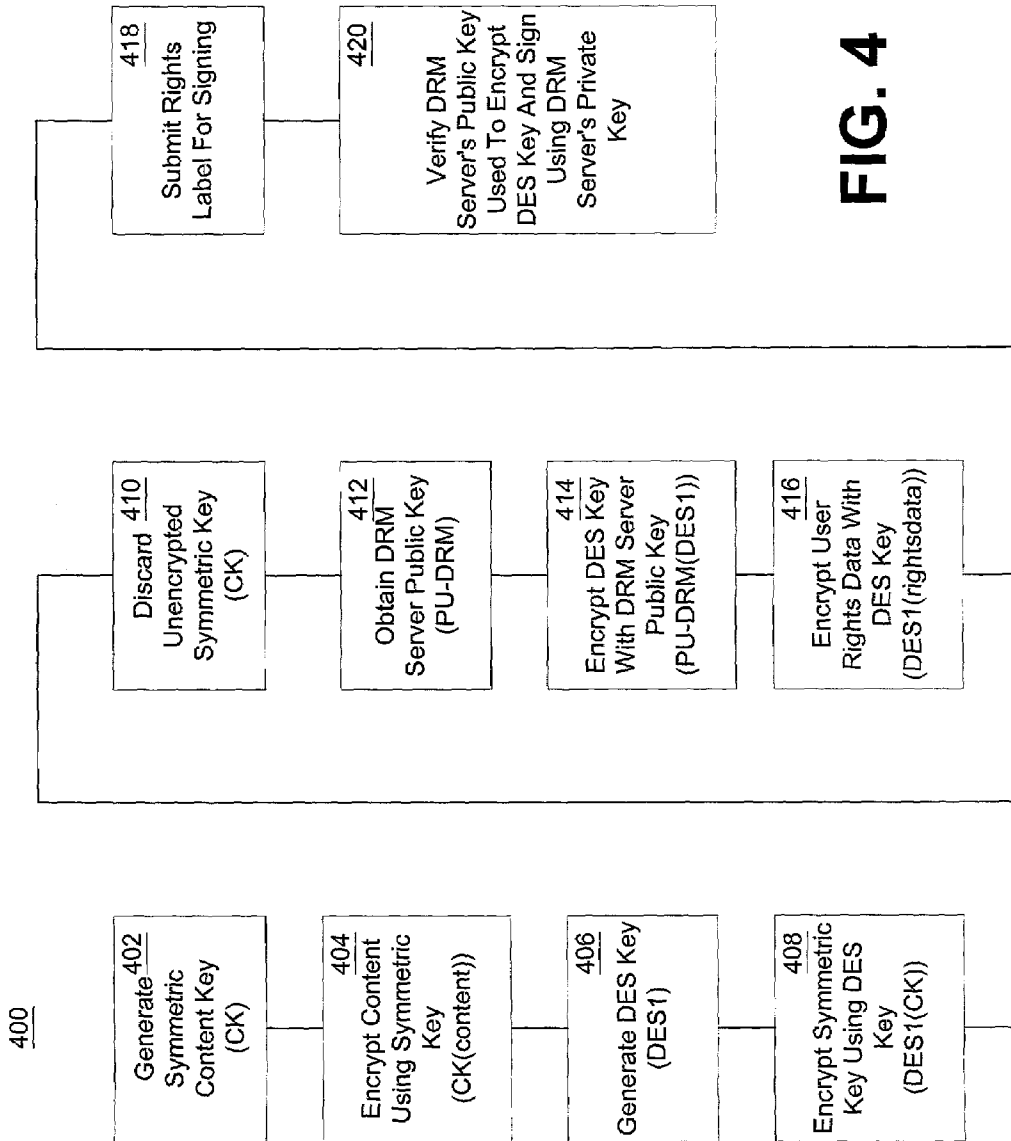 400
402
Generate
Symmetric
Content Key
(CK)
404
Encrypt Content
Using Symmetric
Key
(CK(content))
406
Generate DES Key
(DES1)
408
Encrypt Symmetric
Key Using DES
Key
(DES1(CK))
410
Discard
Unencrypted
Symmetric Key
(CK)
412
Obtain DRM
Server Public Key
(PU-DRM)
414
Encrypt DES Key
With DRM Server
Public Key
(PU-DRM(DES1))
416
Encrypt User
Rights Data With
DES Key
(DES1(rightsdata))
418
Submit Rights
Label For Signing
420
Verify DRM
Server's Public Key
Used To Encrypt
DES Key And Sign
Using DRM
Server's Private
Key
FIG. 4